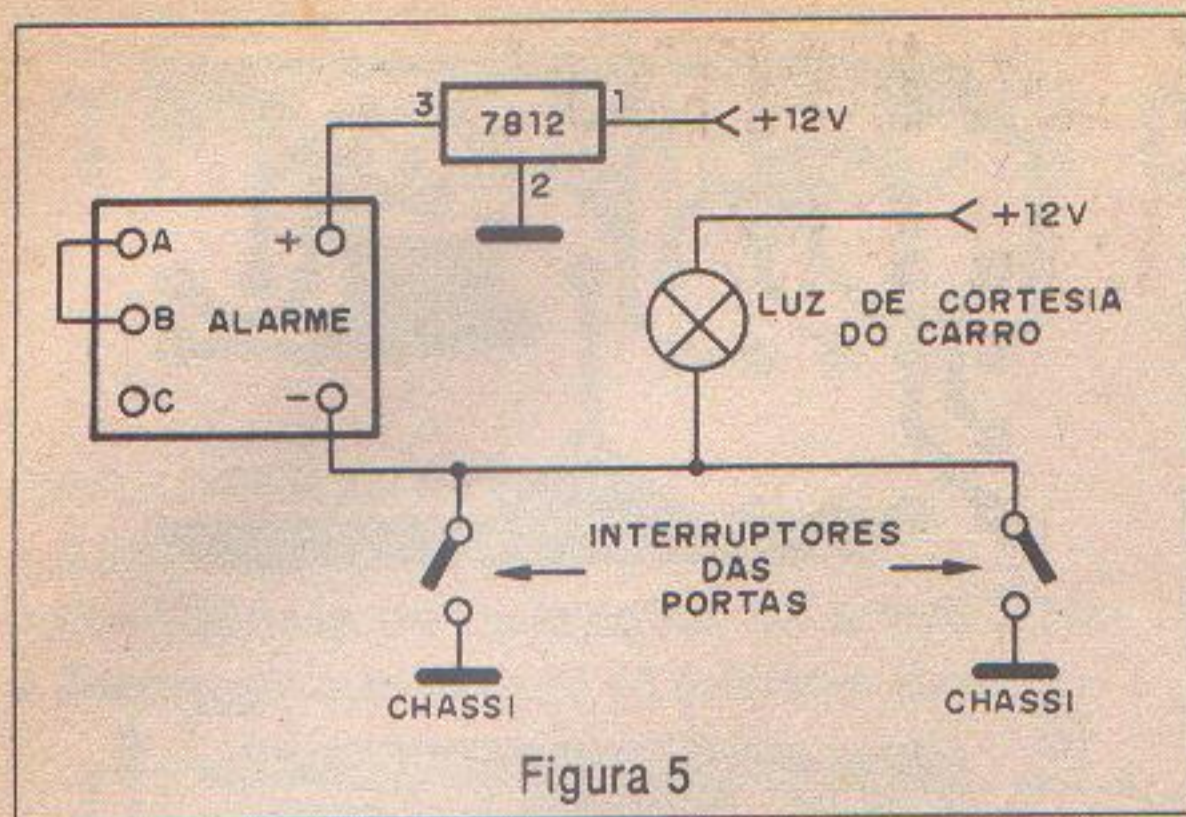 3
7812
1
+12V
2
+12V
A
+
B
ALARME
C
-
LUZ DE CORTESIA
DO CARRO
INTERRUPTORES
DAS
PORTAS
CHASSI
CHASSI
Figura 5